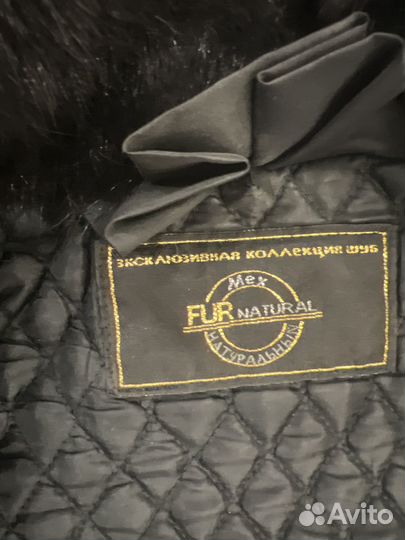 ЭКСКЛЮЗИВНАЯ КОЛЛЕКЦИЯ ШУБ
Мех
FUR NATURAL
НАТУРАЛЬНЫЙ
Avito